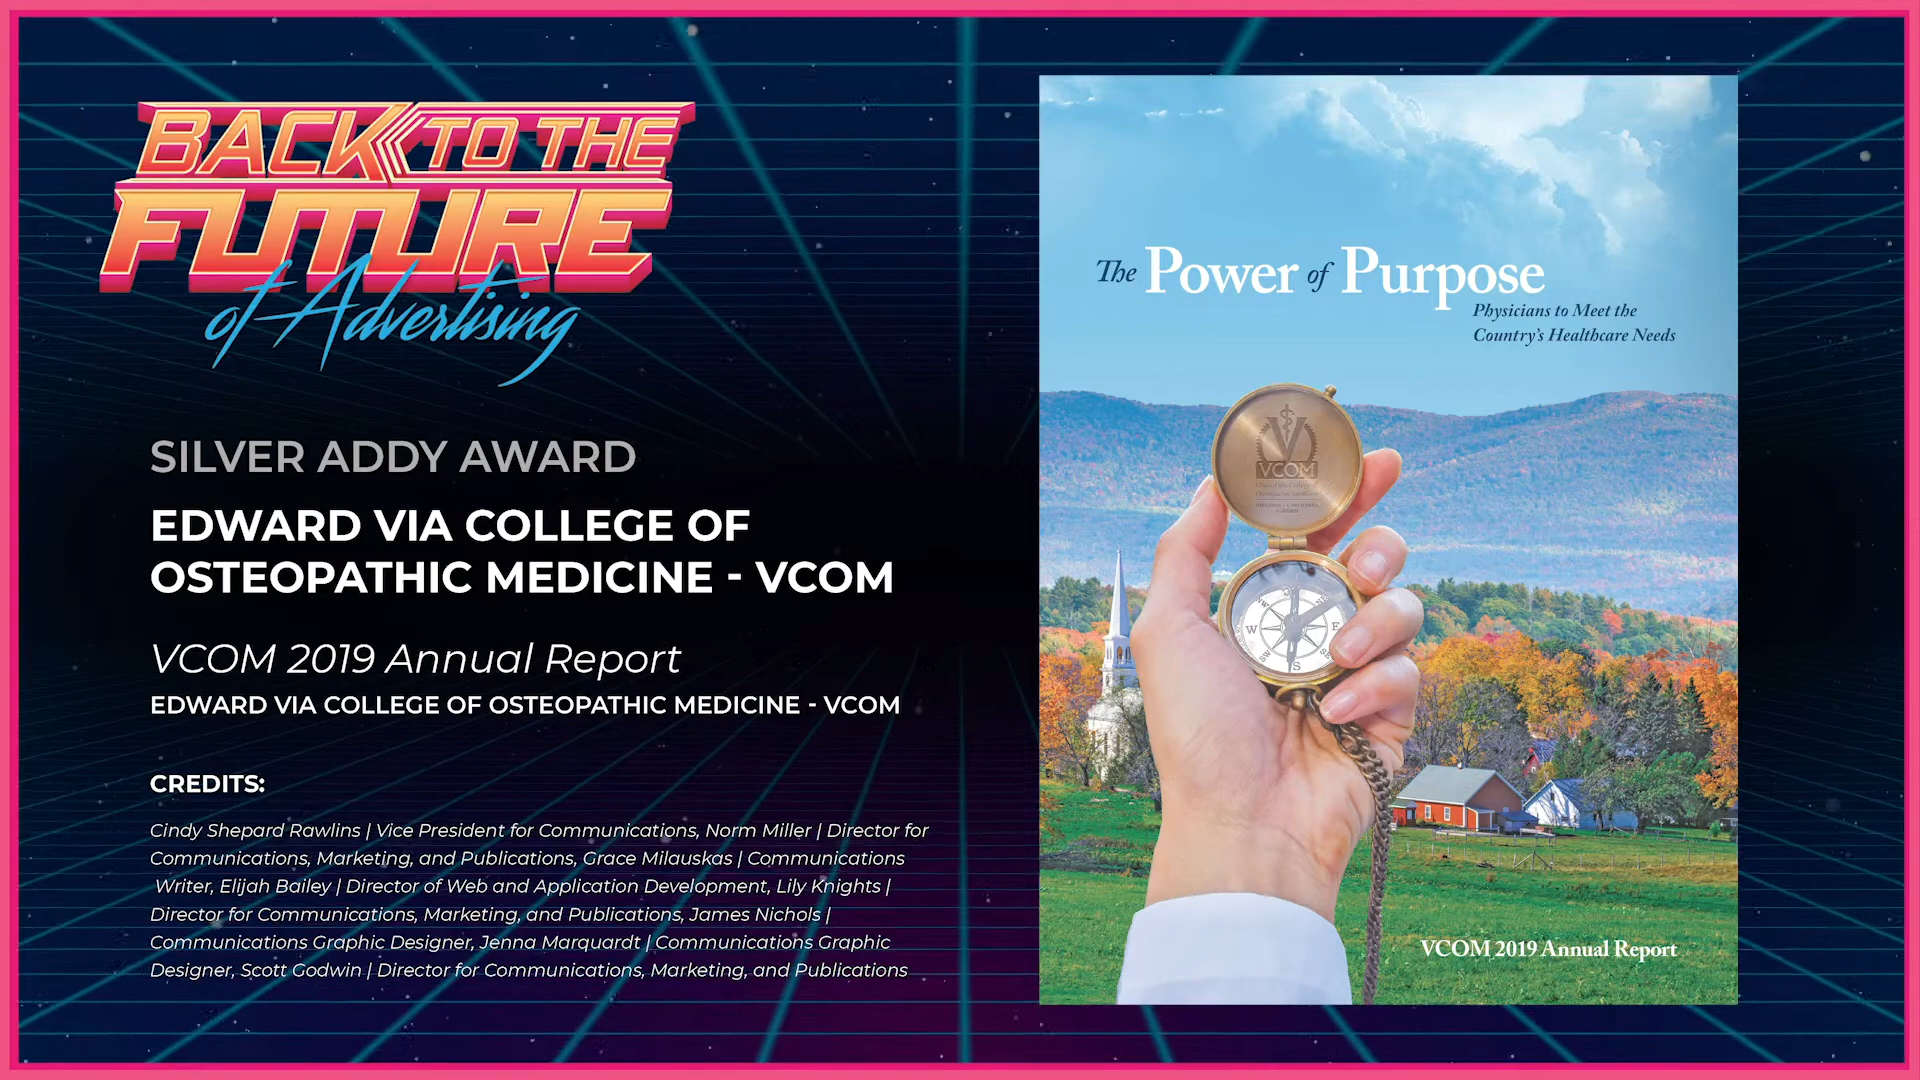 BACK TO THE
FUTURE
of Advertising
SILVER ADDY AWARD
EDWARD VIA COLLEGE OF
OSTEOPATHIC MEDICINE - VCOM
VCOM 2019 Annual Report
EDWARD VIA COLLEGE OF OSTEOPATHIC MEDICINE - VCOM
CREDITS:
Cindy Shepard Rawlins | Vice President for Communications, Norm Miller | Director for
Communications, Marketing, and Publications, Grace Milauskas | Communications
Writer, Elijah Bailey | Director of Web and Application Development, Lily Knights |
Director for Communications, Marketing, and Publications, James Nichols |
Communications Graphic Designer, Jenna Marquardt | Communications Graphic
Designer, Scott Godwin | Director for Communications, Marketing, and Publications
The Power of Purpose
Physicians to Meet the
Country's Healthcare Needs
V
VCOM
W E
SW SE
S
VCOM 2019 Annual Report